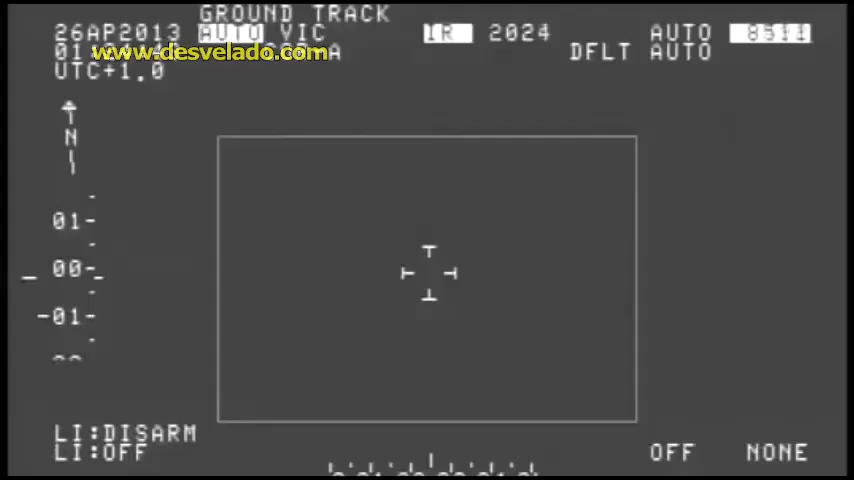 GROUND TRACK
26AP2013 AUTO VIC IR 2024 AUTO
www.desvelado.com DFLT AUTO
UTC+1.0
N
01-
00-
-01-
LI:DISARM
LI:OFF OFF NONE